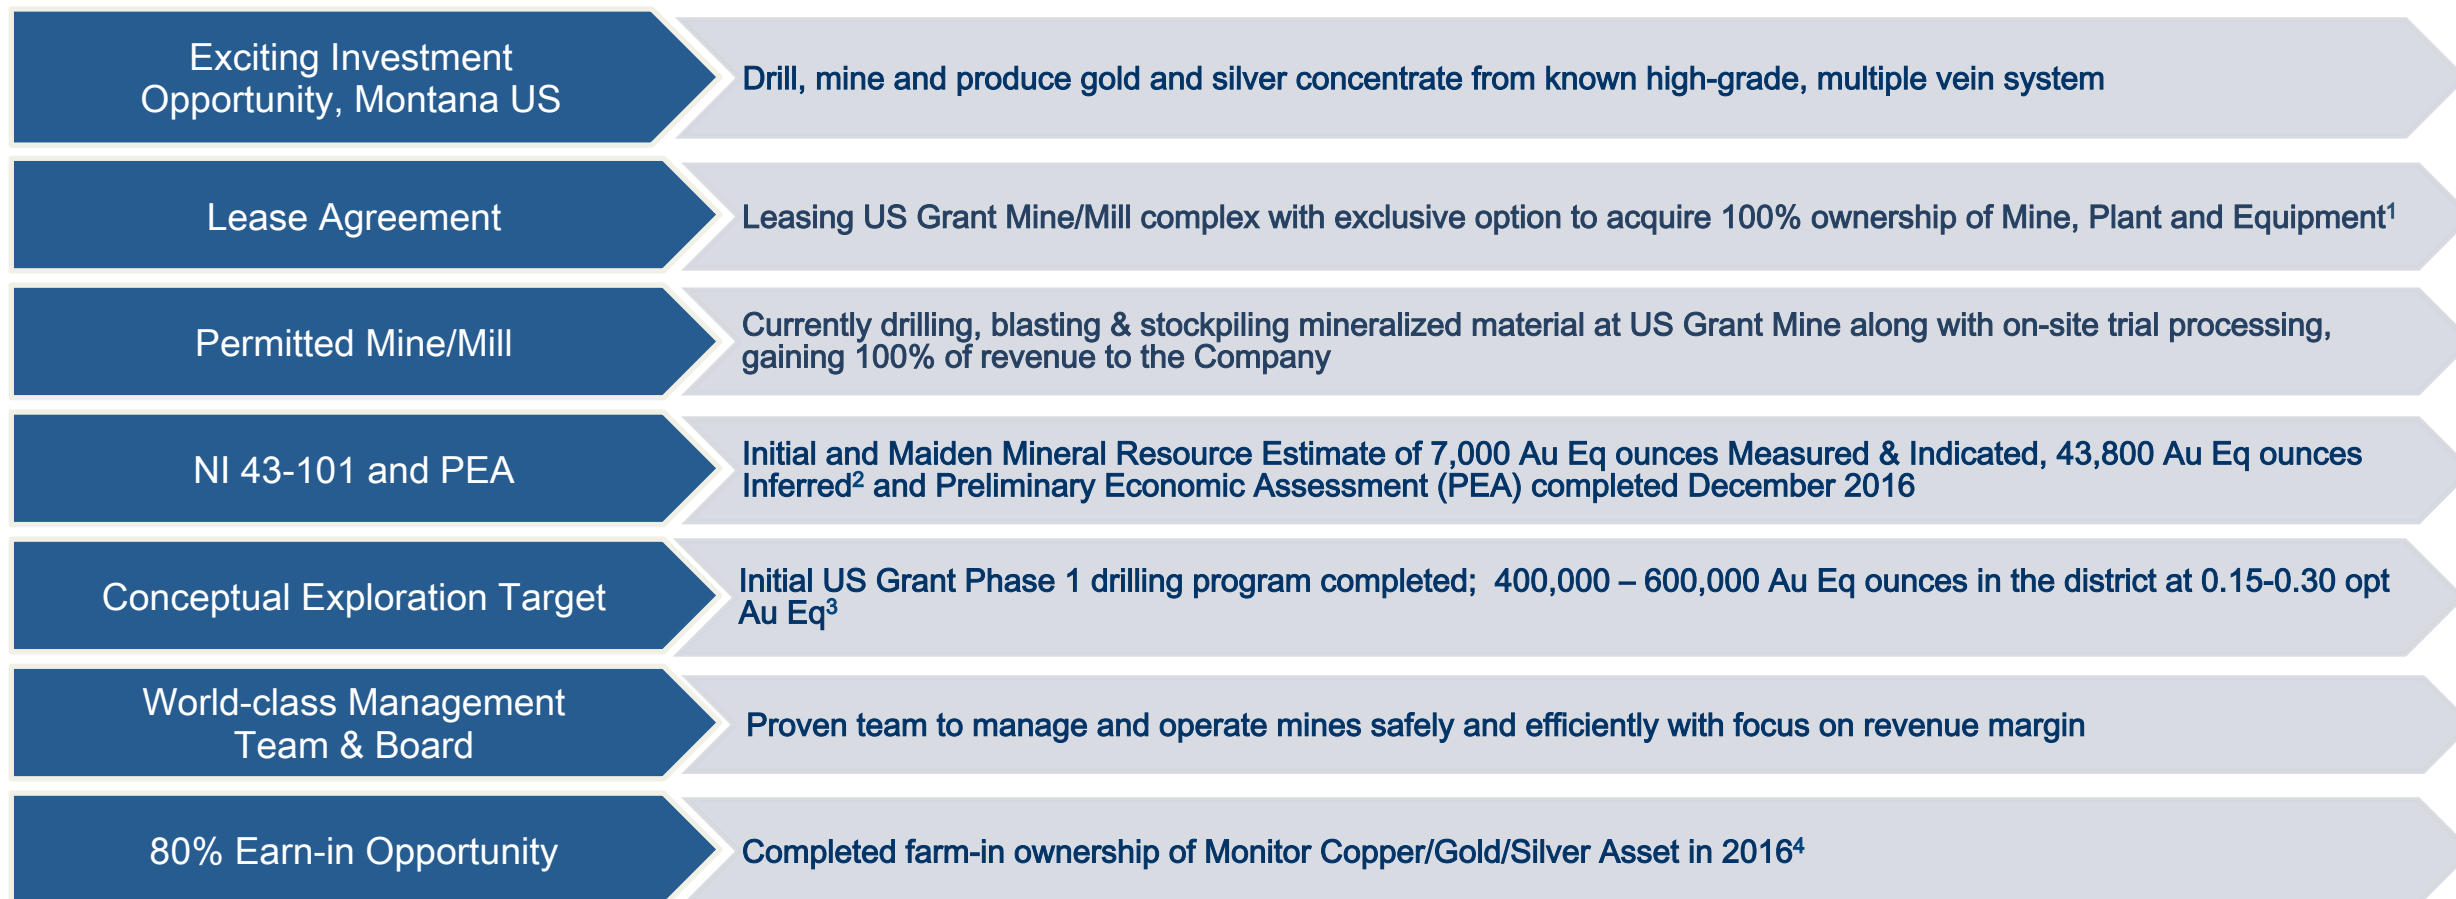 Exciting Investment
Opportunity, Montana US
Drill, mine and produce gold and silver concentrate from known high-grade, multiple vein system
Lease Agreement
Leasing US Grant Mine/Mill complex with exclusive option to acquire 100% ownership of Mine, Plant and Equipment¹
Permitted Mine/Mill
Currently drilling, blasting & stockpiling mineralized material at US Grant Mine along with on-site trial processing,
gaining 100% of revenue to the Company
NI 43-101 and PEA
Initial and Maiden Mineral Resource Estimate of 7,000 Au Eq ounces Measured & Indicated, 43,800 Au Eq ounces
Inferred² and Preliminary Economic Assessment (PEA) completed December 2016
Conceptual Exploration Target
Initial US Grant Phase 1 drilling program completed;  400,000 – 600,000 Au Eq ounces in the district at 0.15-0.30 opt
Au Eq³
World-class Management
Team & Board
Proven team to manage and operate mines safely and efficiently with focus on revenue margin
80% Earn-in Opportunity
Completed farm-in ownership of Monitor Copper/Gold/Silver Asset in 2016⁴